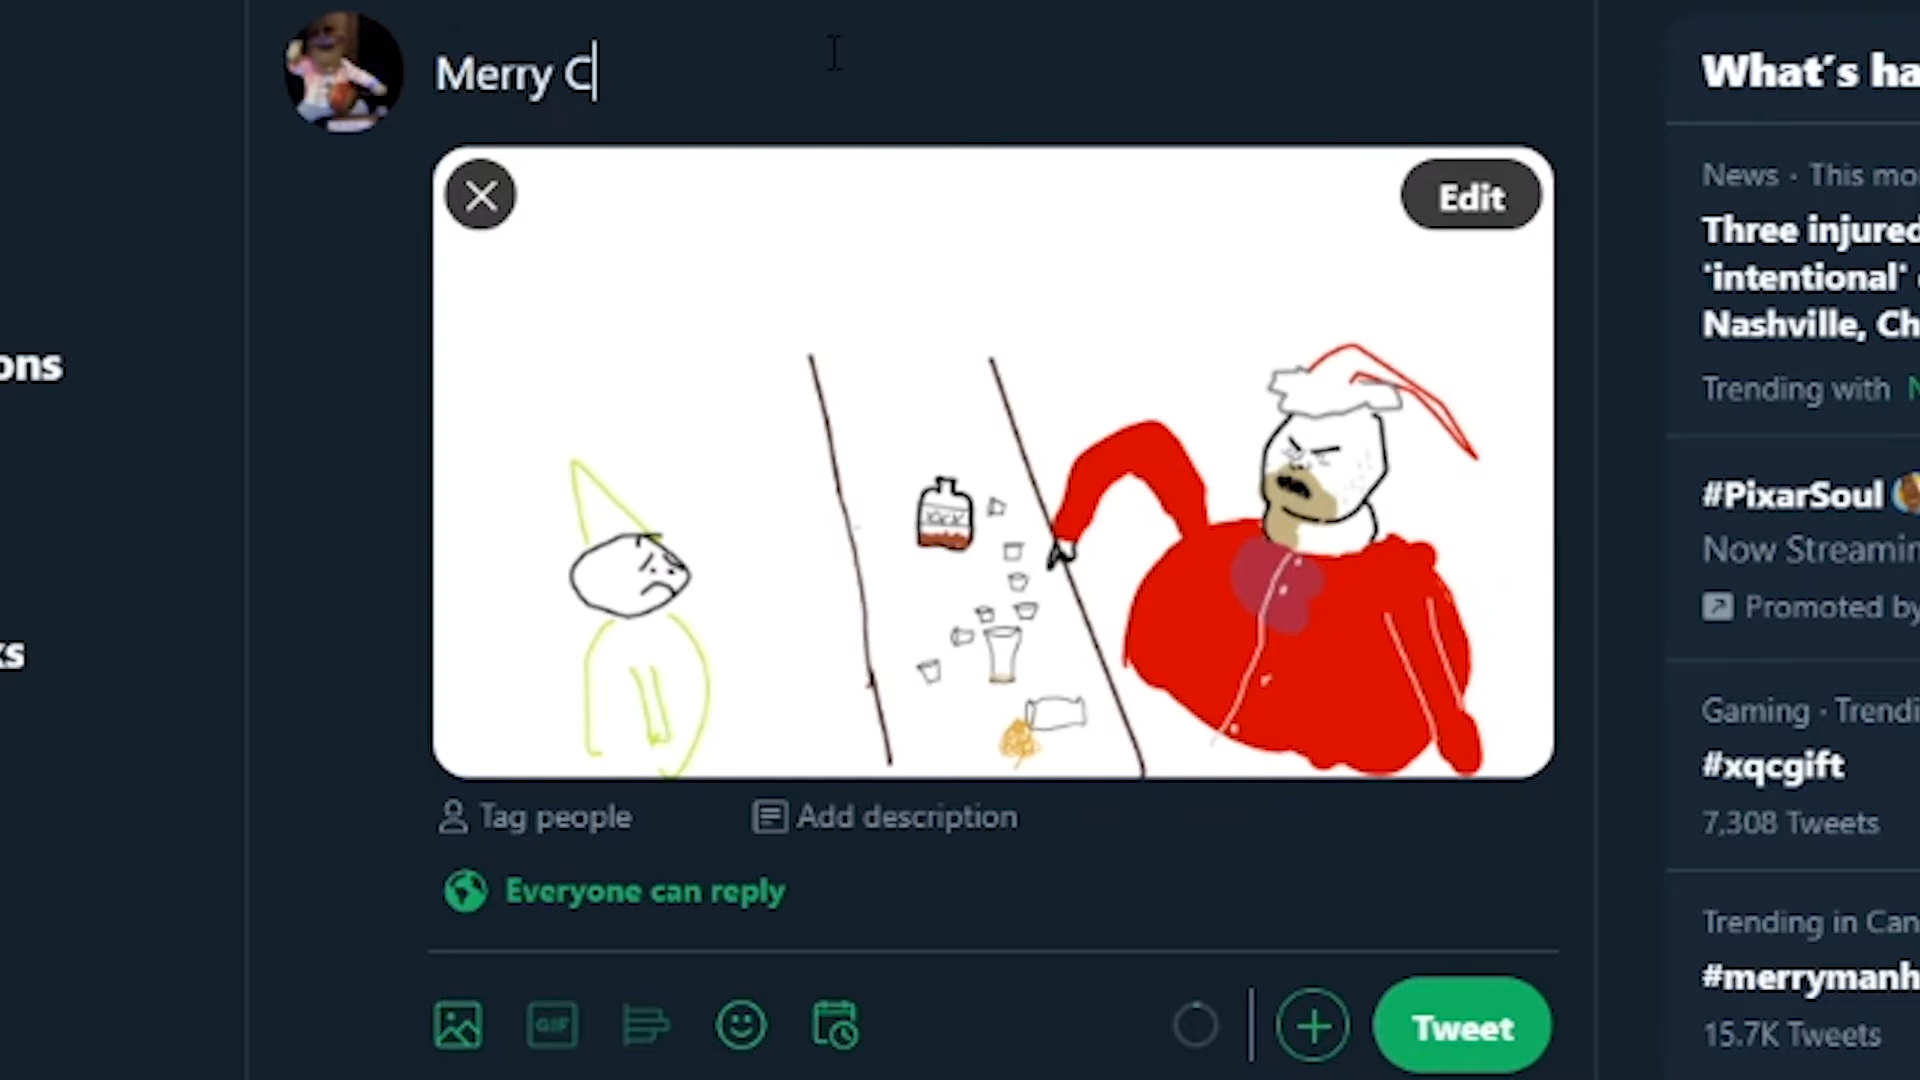 Merry C
Edit
Tag people
Add description
Everyone can reply
GIF
Tweet
ons
ks
What's ha
News · This mo
Three injured
'intentional'
Nashville, Ch
Trending with
#PixarSoul
Now Streamin
Promoted by
Gaming · Trendi
#xqcgift
7,308 Tweets
Trending in Can
#merrymanh
15.7K Tweets